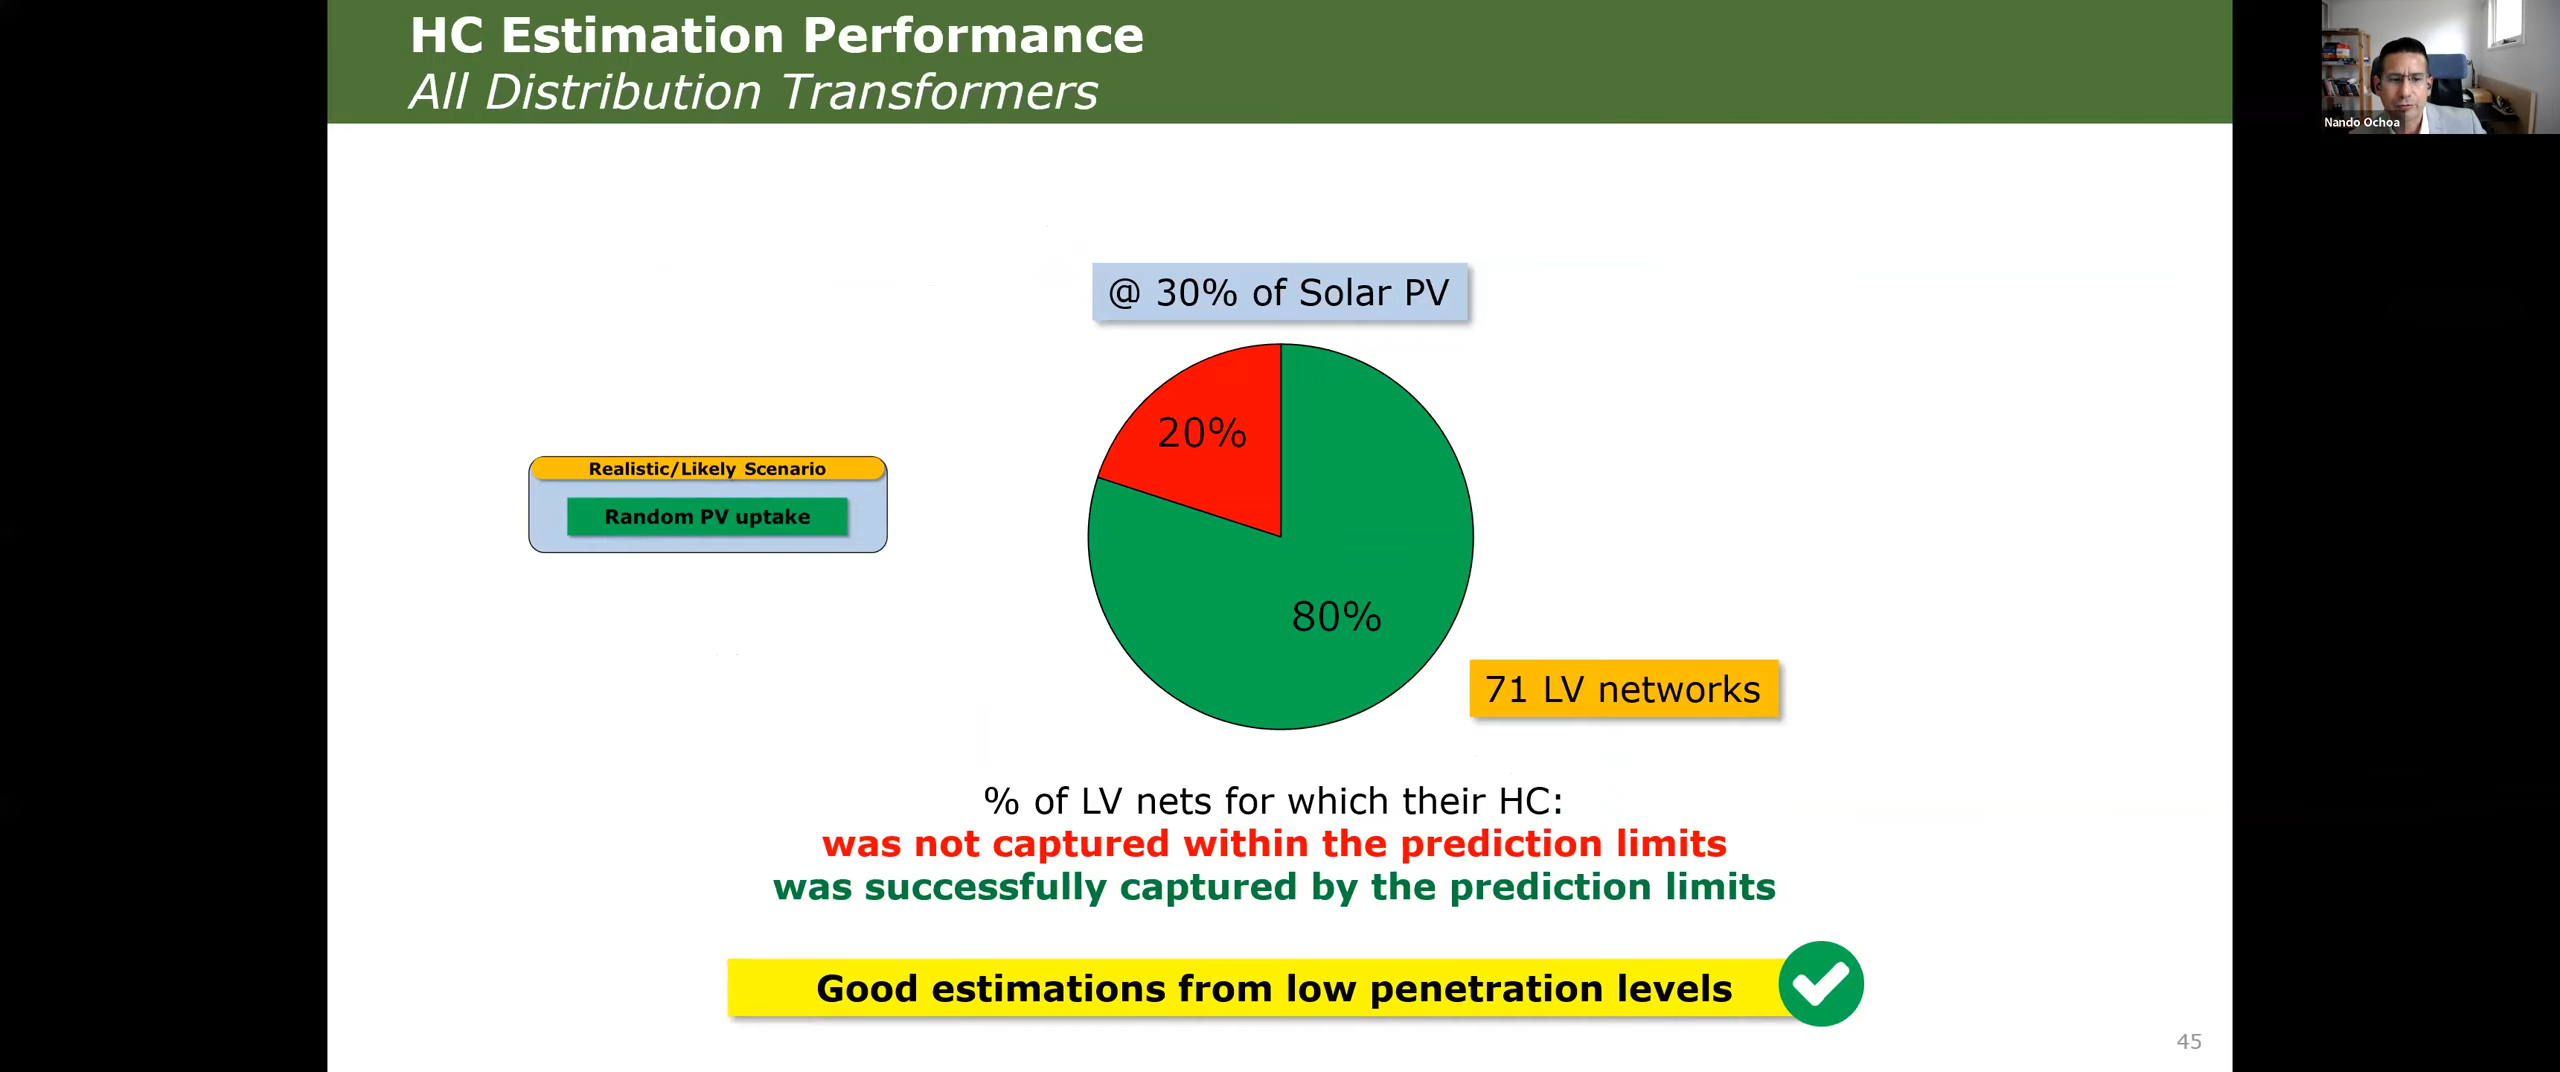 HC Estimation Performance
All Distribution Transformers
Nando Ochoa
@ 30% of Solar PV
20%
Realistic/Likely Scenario
Random PV uptake
80%
71 LV networks
% of LV nets for which their HC:
was not captured within the prediction limits
was successfully captured by the prediction limits
Good estimations from low penetration levels
45